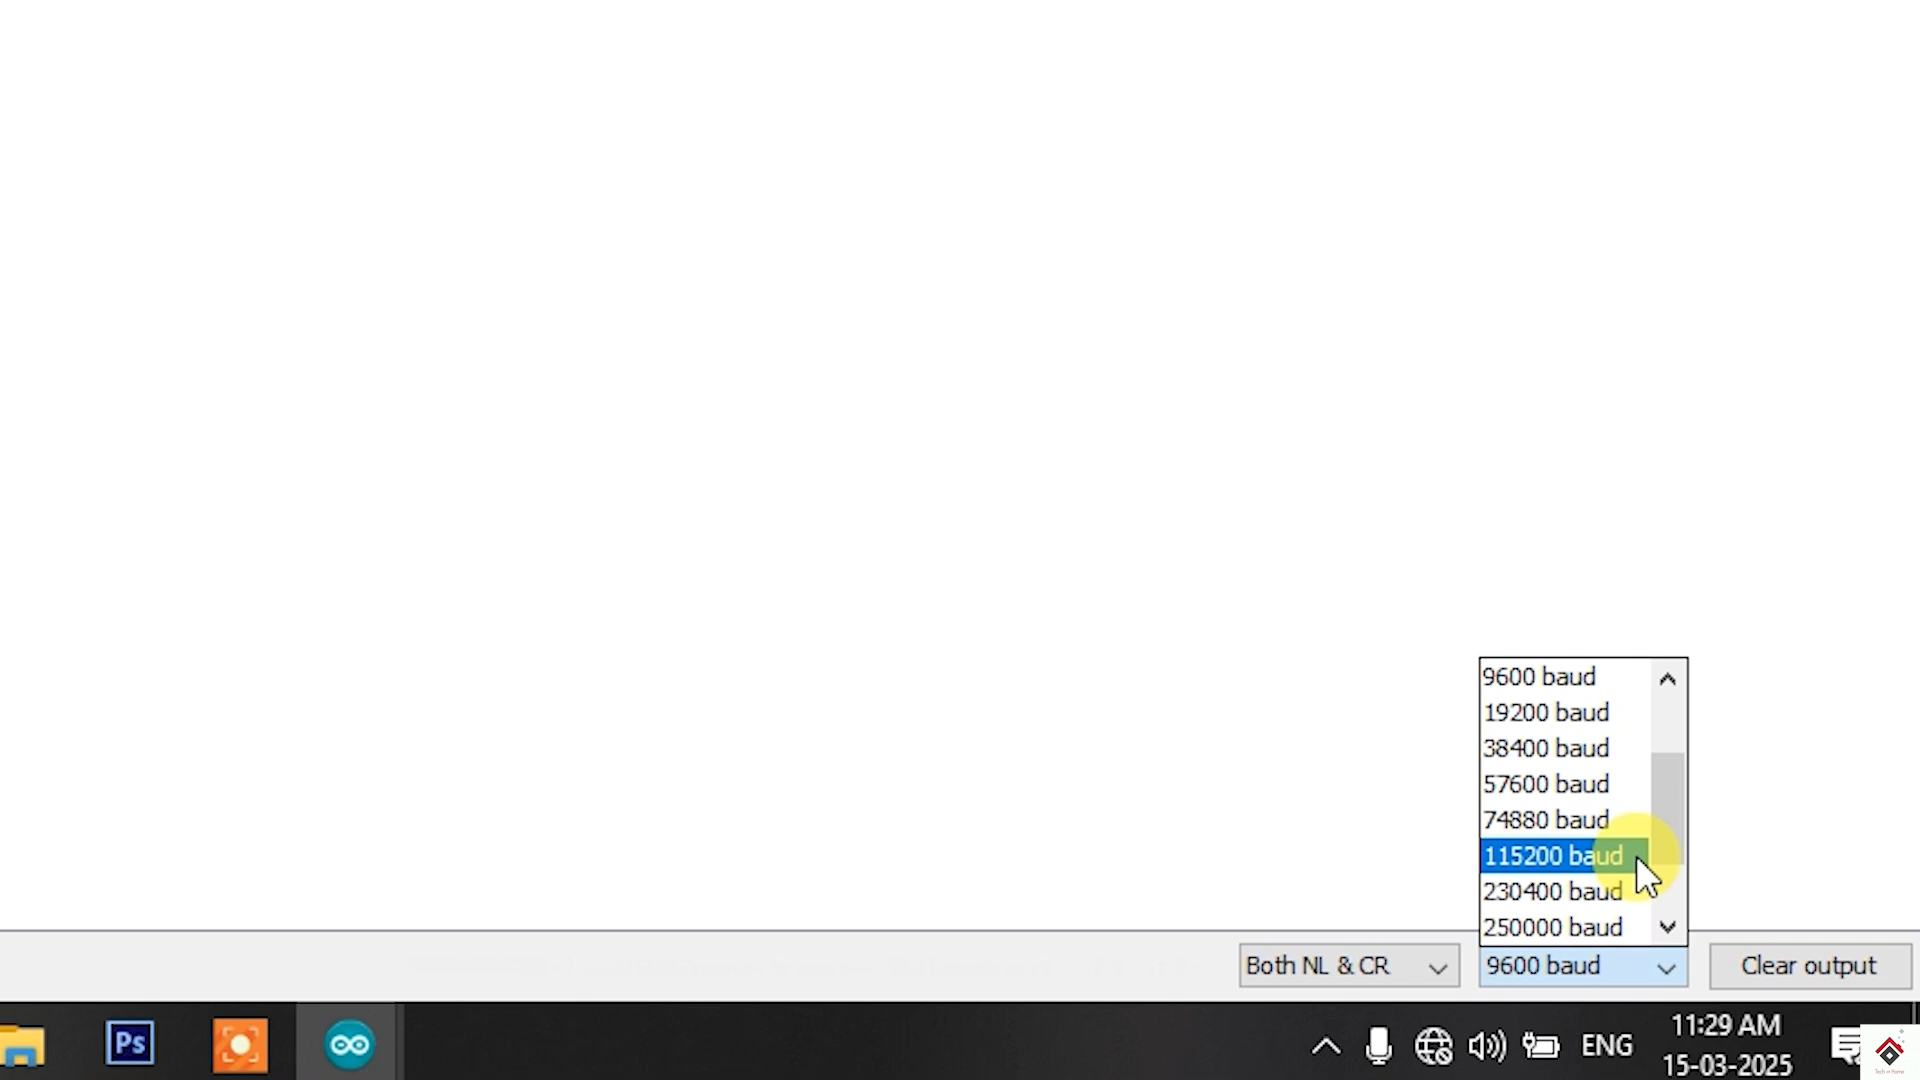 9600 baud
19200 baud
38400 baud
57600 baud
74880 baud
115200 baud
230400 baud
250000 baud
Both NL & CR
9600 baud
Clear output
Ps
ENG
11:29 AM
15-03-2025